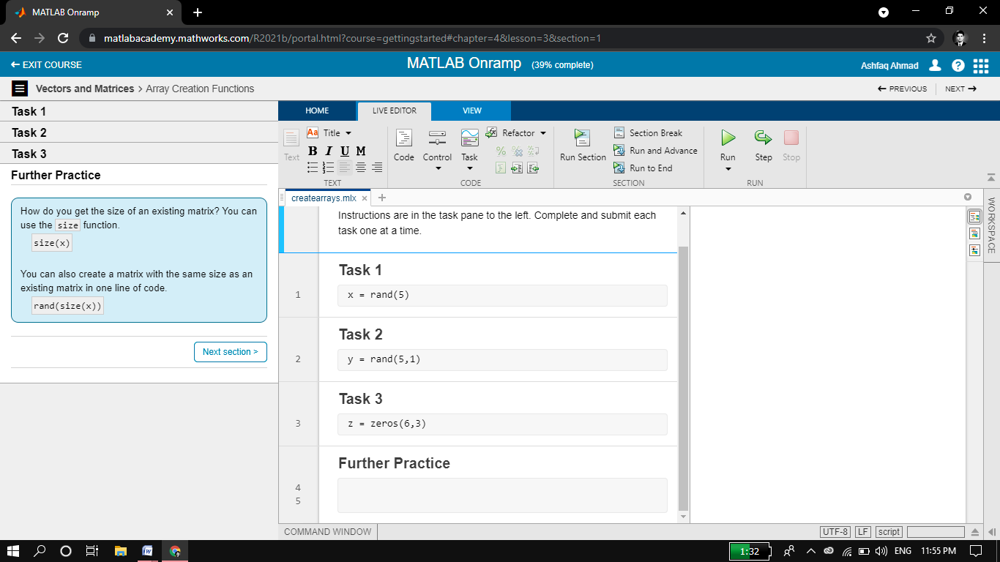 MATLAB Onramp
matlabacademy.mathworks.com/R2021b/portal.html?course=gettingstarted#chapter=4&lesson=3&section=1
← EXIT COURSE
MATLAB Onramp (39% complete)
Ashfaq Ahmad
Vectors and Matrices > Array Creation Functions
← PREVIOUS
NEXT →
Task 1
Task 2
Task 3
Further Practice
How do you get the size of an existing matrix? You can
use the size function.
size(x)
You can also create a matrix with the same size as an
existing matrix in one line of code.
rand(size(x))
Next section >
HOME
LIVE EDITOR
VIEW
Text
Aa Title
B I U M
TEXT
Code
Control
Task
Refactor
CODE
Run Section
Section Break
Run and Advance
Run to End
SECTION
Run
Step
Stop
RUN
createarrays.mlx
Instructions are in the task pane to the left. Complete and submit each
task one at a time.
Task 1
1
x = rand(5)
Task 2
2
y = rand(5,1)
Task 3
3
z = zeros(6,3)
Further Practice
4
5
WORKSPACE
COMMAND WINDOW
UTF-8
LF
script
1:32
ENG
11:55 PM